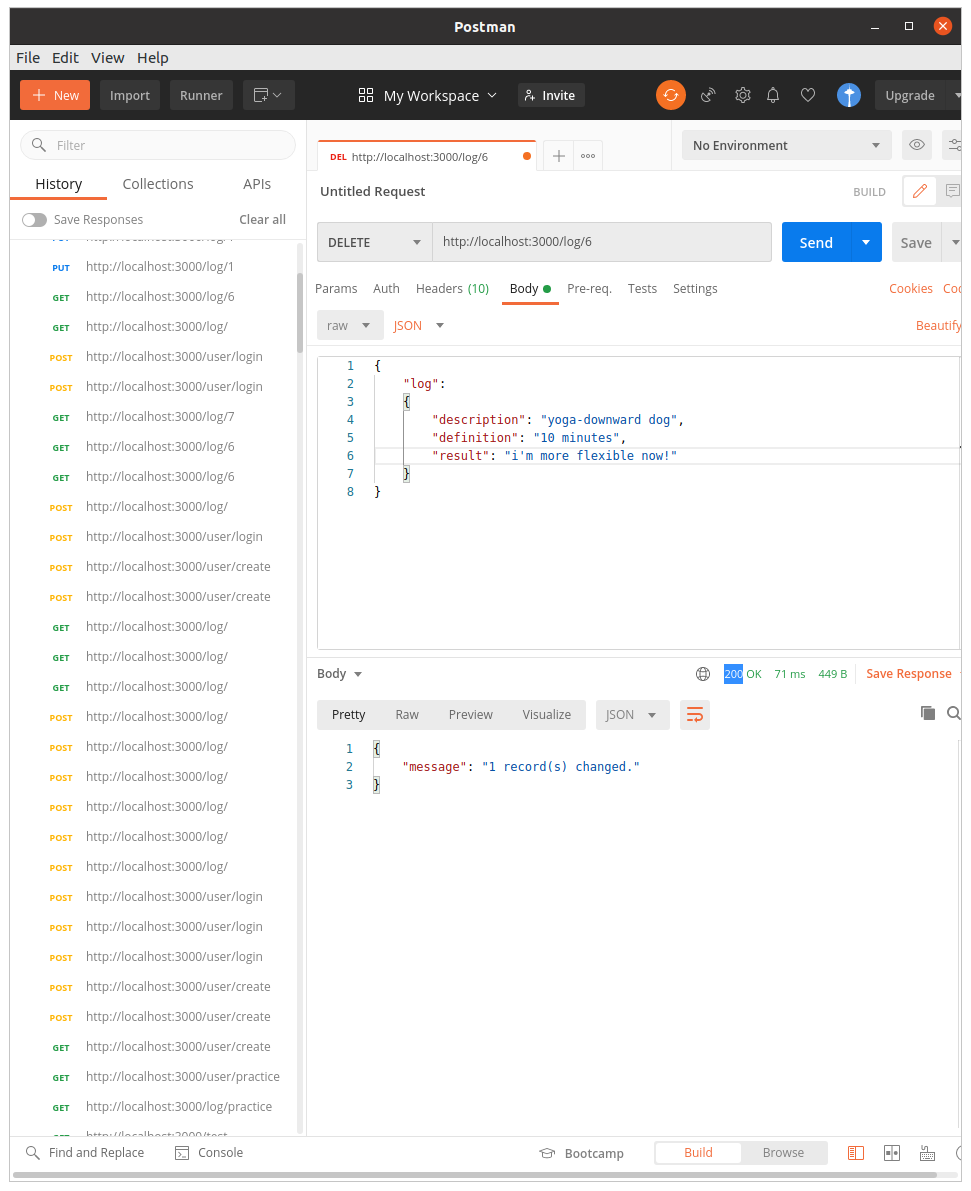 Postman
File Edit View Help
New Import Runner My Workspace Invite Upgrade
Filter
History Collections APIs
Save Responses Clear all
PUT http://localhost:3000/log/1
GET http://localhost:3000/log/6
GET http://localhost:3000/log/
POST http://localhost:3000/user/login
POST http://localhost:3000/user/login
GET http://localhost:3000/log/7
GET http://localhost:3000/log/6
GET http://localhost:3000/log/6
POST http://localhost:3000/log/
POST http://localhost:3000/user/login
POST http://localhost:3000/user/create
POST http://localhost:3000/user/create
GET http://localhost:3000/log/
GET http://localhost:3000/log/
GET http://localhost:3000/log/
POST http://localhost:3000/log/
POST http://localhost:3000/log/
POST http://localhost:3000/log/
POST http://localhost:3000/log/
POST http://localhost:3000/log/
POST http://localhost:3000/log/
POST http://localhost:3000/user/login
POST http://localhost:3000/user/login
POST http://localhost:3000/user/login
POST http://localhost:3000/user/create
POST http://localhost:3000/user/create
GET http://localhost:3000/user/create
GET http://localhost:3000/user/practice
GET http://localhost:3000/log/practice
DEL http://localhost:3000/log/6
No Environment
Untitled Request BUILD
DELETE http://localhost:3000/log/6 Send Save
Params Auth Headers (10) Body Pre-req. Tests Settings Cookies
raw JSON Beautify
1 {
2 "log":
3 {
4 "description": "yoga-downward dog",
5 "definition": "10 minutes",
6 "result": "i'm more flexible now!"
7 }
8 }
Body 200 OK 71 ms 449 B Save Response
Pretty Raw Preview Visualize JSON
1 {
2 "message": "1 record(s) changed."
3 }
Find and Replace Console Bootcamp Build Browse